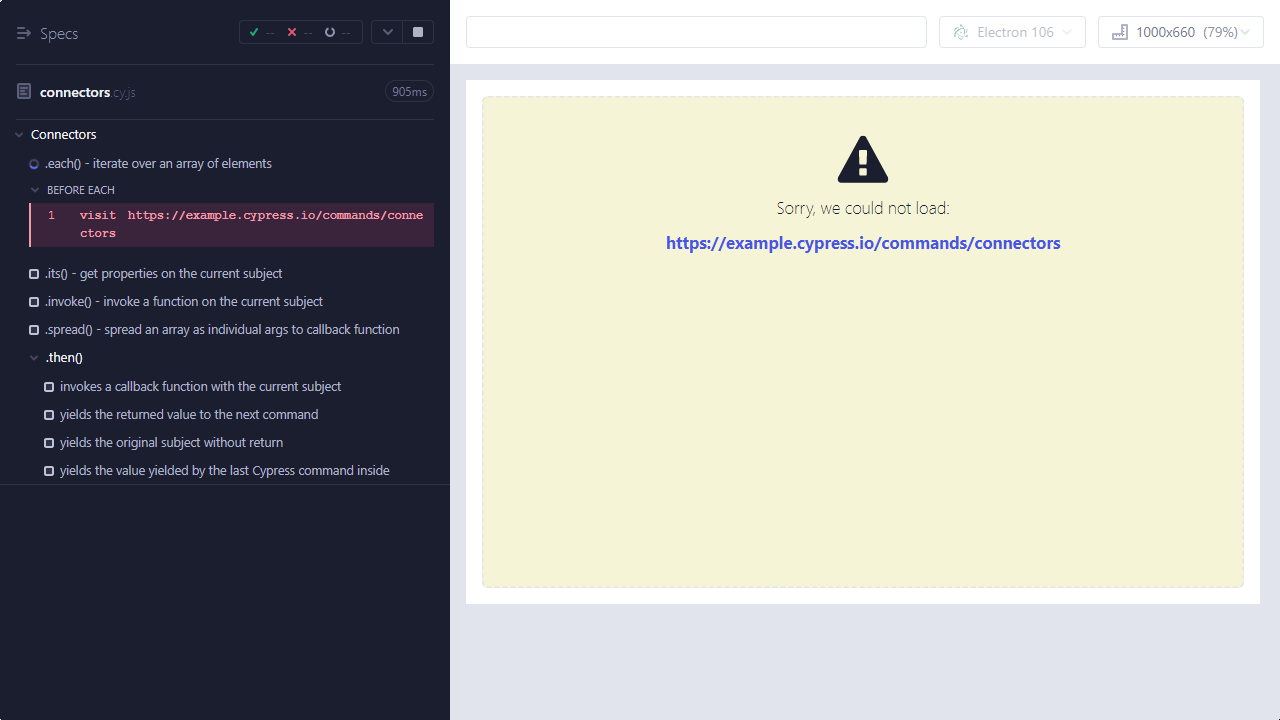 Specs
--
--
--
connectors.cy.js
905ms
Connectors
.each() - iterate over an array of elements
BEFORE EACH
1 visit https://example.cypress.io/commands/conne
ctors
.its() - get properties on the current subject
.invoke() - invoke a function on the current subject
.spread() - spread an array as individual args to callback function
.then()
invokes a callback function with the current subject
yields the returned value to the next command
yields the original subject without return
yields the value yielded by the last Cypress command inside
Electron 106
1000x660 (79%)
Sorry, we could not load:
https://example.cypress.io/commands/connectors